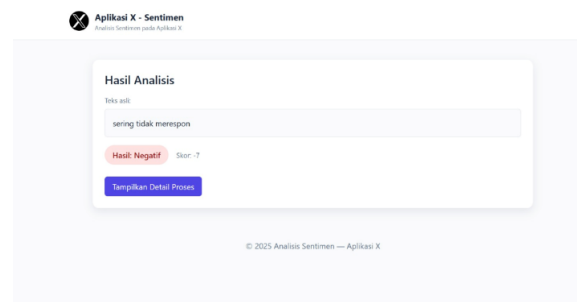 Aplikasi X - Sentimen
Analisis Sentimen pada Aplikasi X
Hasil Analisis
Teks asli
sering tidak merespon
Hasil: Negatif
Skor: -7
Tampilkan Detail Proses
© 2025 Analisis Sentimen — Aplikasi X